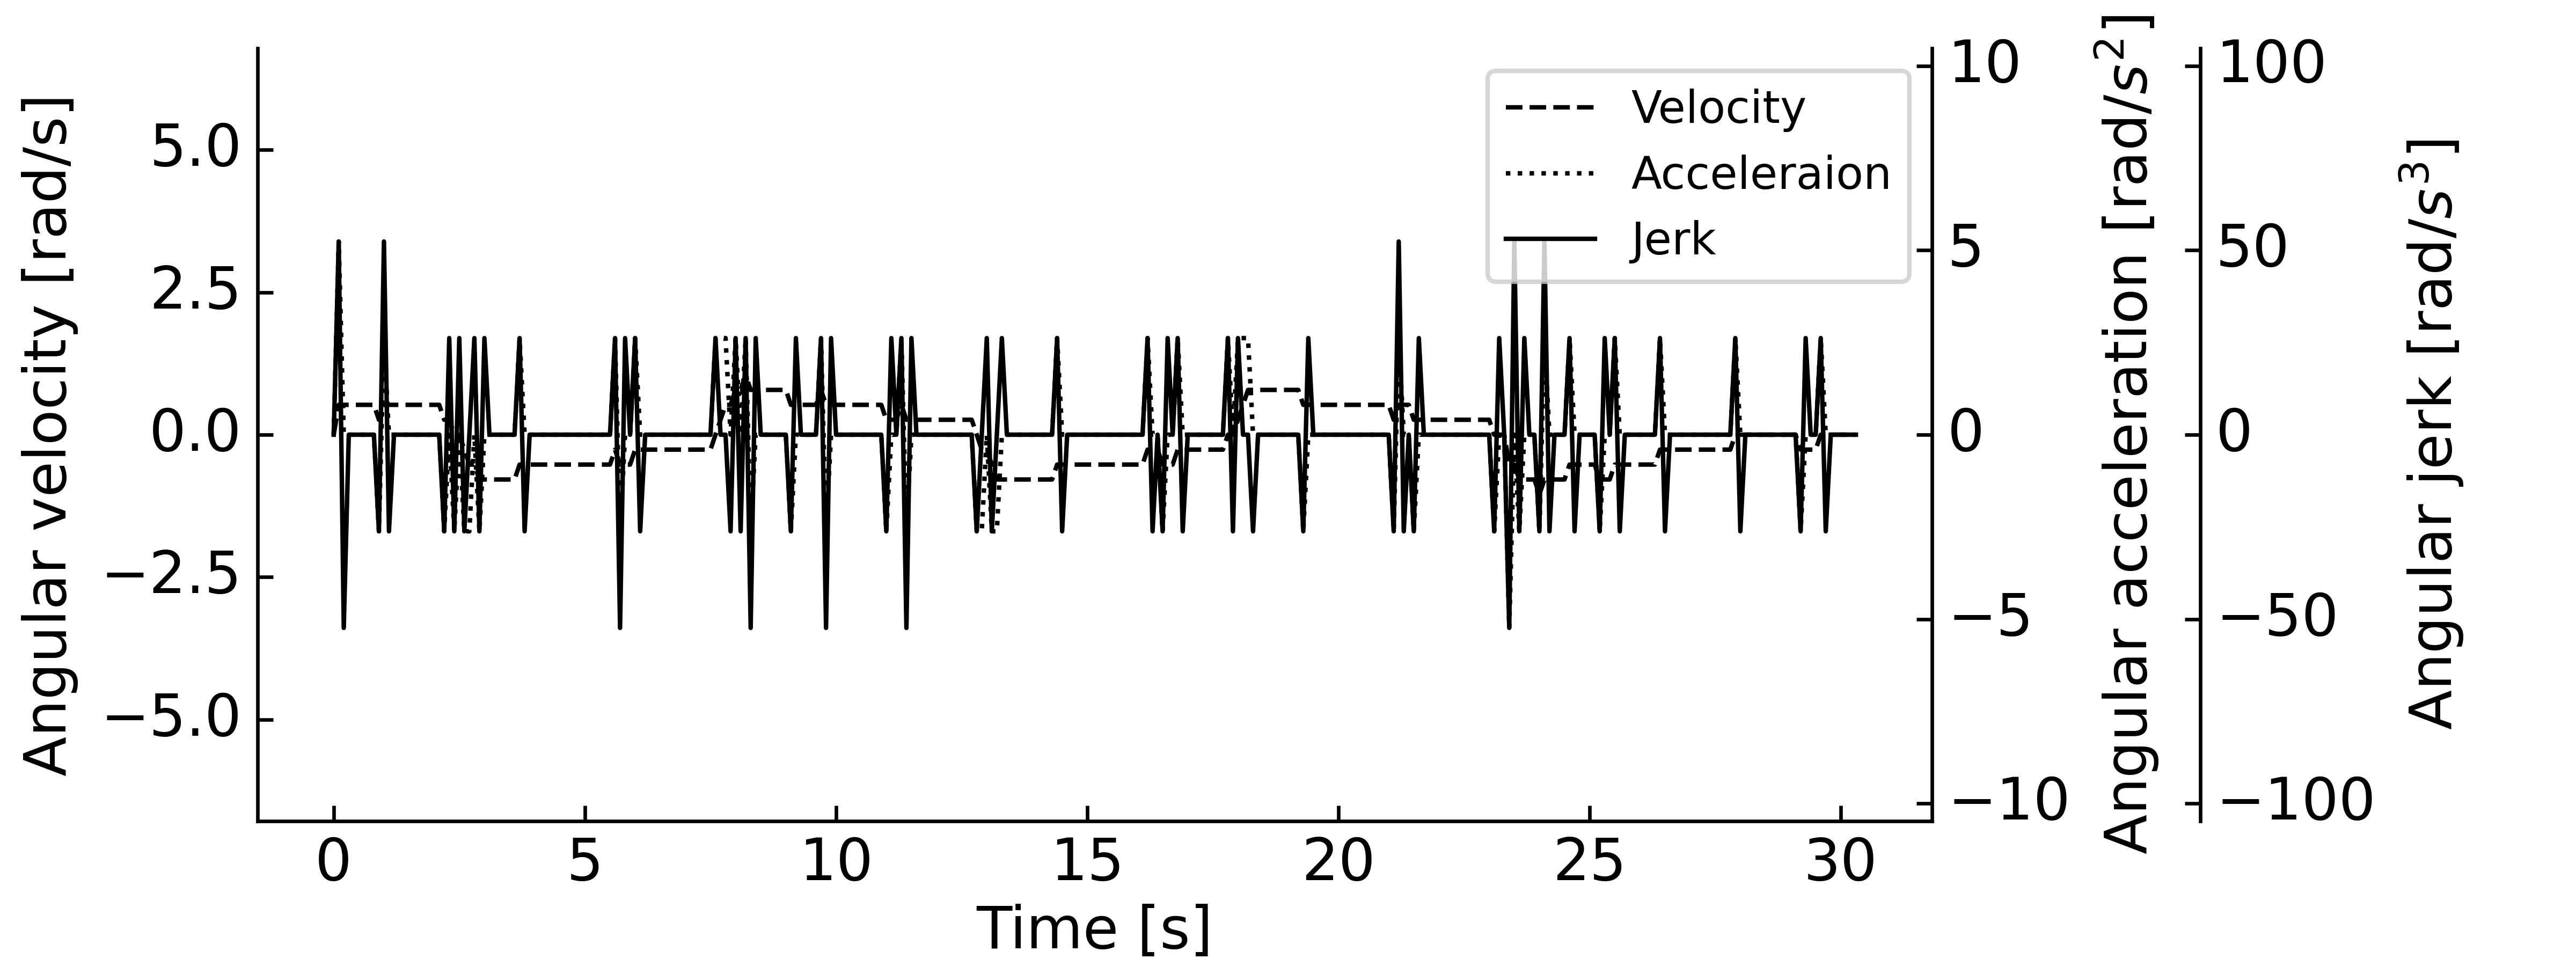 Angular velocity [rad/s]
5.0
2.5
0.0
−2.5
−5.0
Velocity
Acceleraion
Jerk
10
5
0
−5
−10
Angular acceleration [rad/s²]
100
50
0
−50
−100
Angular jerk [rad/s³]
0 5 10 15 20 25 30
Time [s]